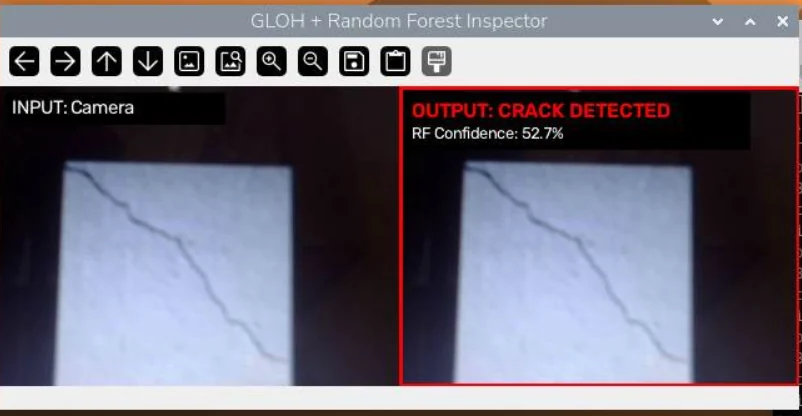 GLOH + Random Forest Inspector
INPUT: Camera
OUTPUT: CRACK DETECTED
RF Confidence: 52.7%